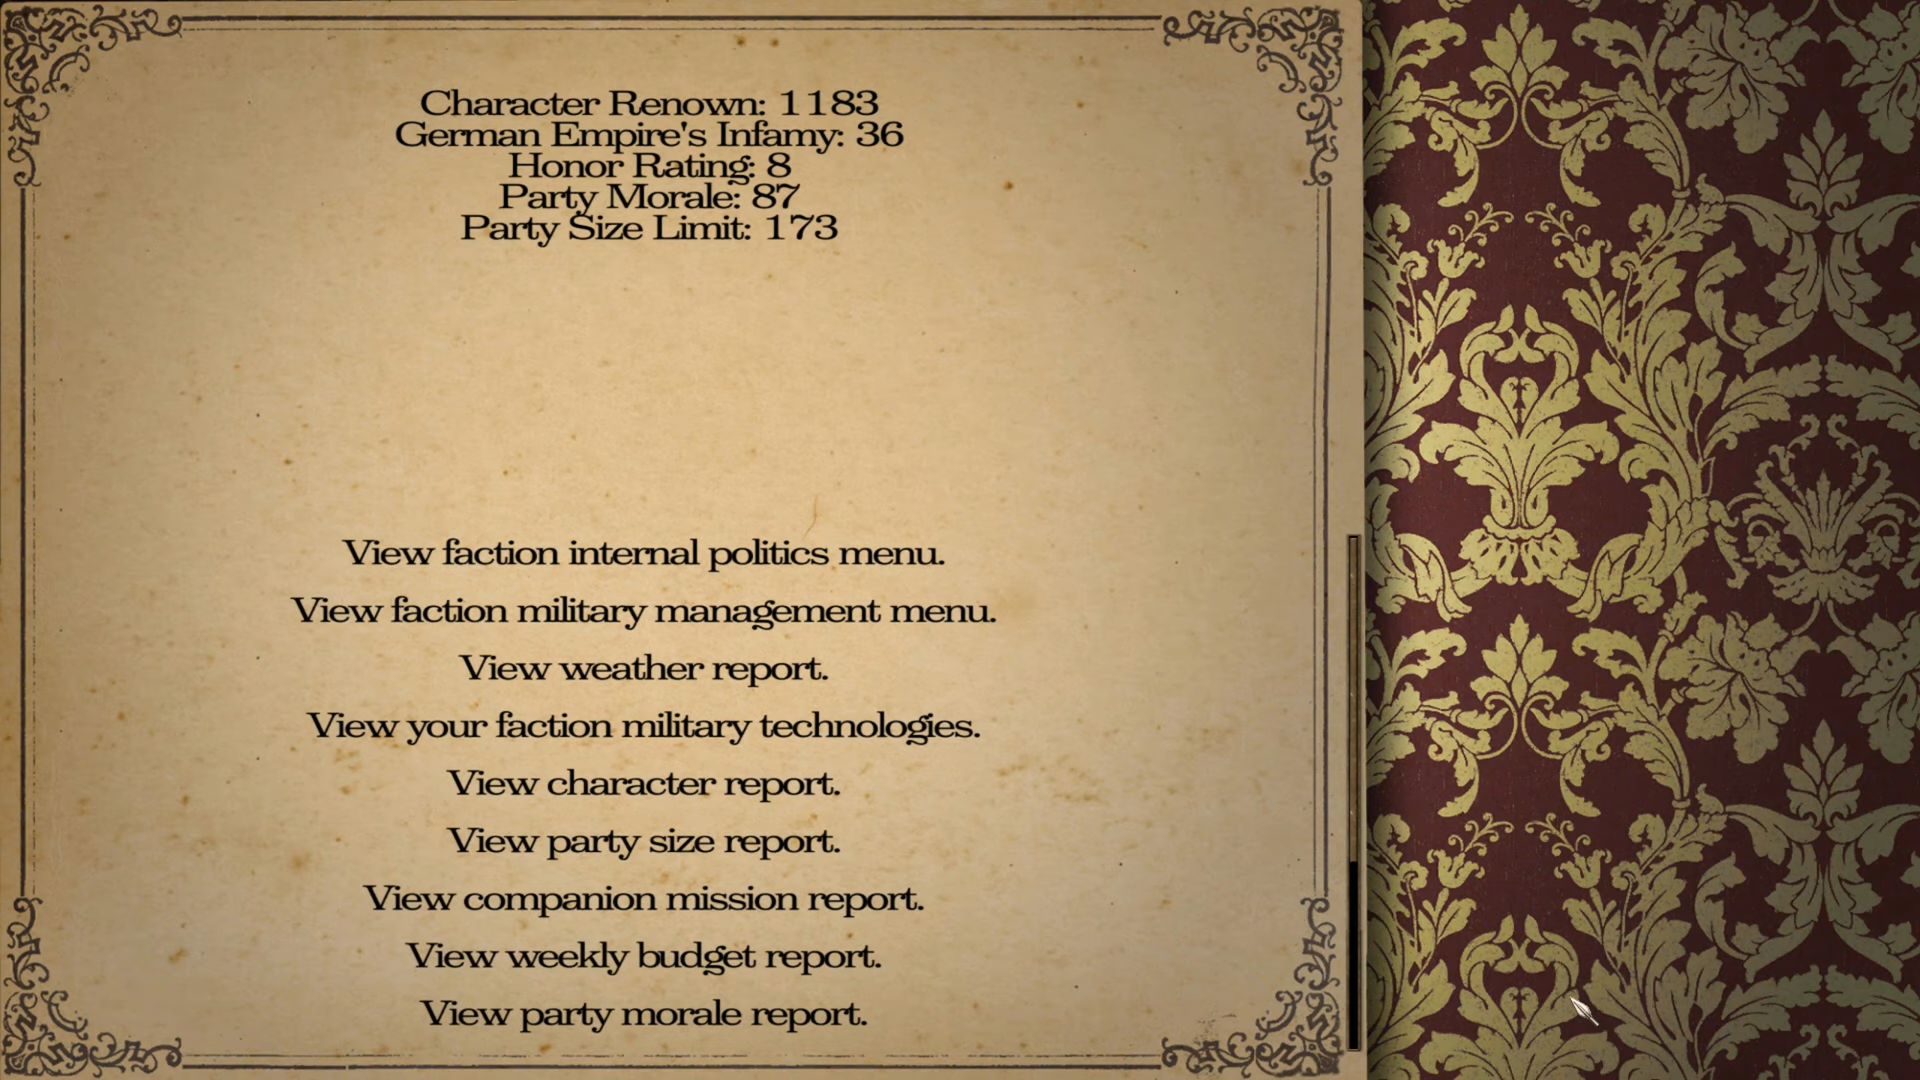 Character Renown: 1183
German Empire's Infamy: 36
Honor Rating: 8
Party Morale: 87
Party Size Limit: 173
View faction internal politics menu.
View faction military management menu.
View weather report.
View your faction military technologies.
View character report.
View party size report.
View companion mission report.
View weekly budget report.
View party morale report.